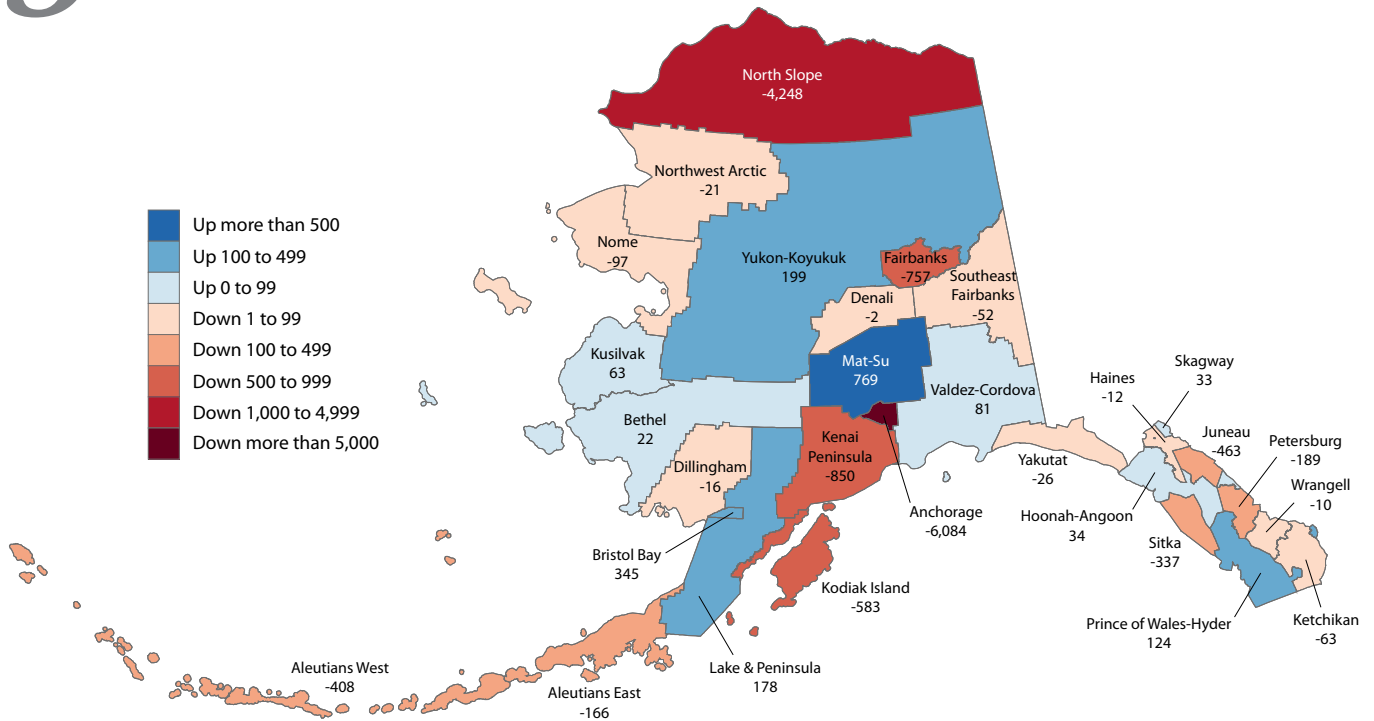 g
North Slope
-4,248
Northwest Arctic
-21
Nome
-97
Yukon-Koyukuk
199
Fairbanks
-757
Southeast
Fairbanks
-52
Denali
-2
Up more than 500
Up 100 to 499
Up 0 to 99
Down 1 to 99
Down 100 to 499
Down 500 to 999
Down 1,000 to 4,999
Down more than 5,000
Kusilvak
63
Mat-Su
769
Valdez-Cordova
81
Bethel
22
Dillingham
-16
Kenai
Peninsula
-850
Skagway
33
Haines
-12
Juneau
-463
Petersburg
-189
Wrangell
-10
Yakutat
-26
Anchorage
-6,084
Hoonah-Angoon
34
Sitka
-337
Bristol Bay
345
Kodiak Island
-583
Prince of Wales-Hyder
124
Ketchikan
-63
Lake & Peninsula
178
Aleutians West
-408
Aleutians East
-166